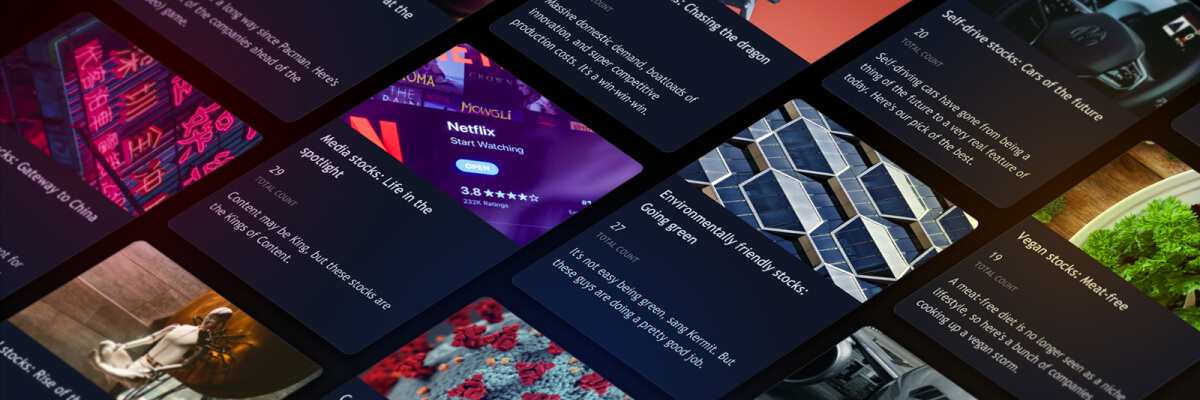 a long way since Pacman. Here's
of the companies ahead of the
game.
at the
COUNT
Massive domestic demand, boatloads of
innovation, and super competitive
production costs. It's a win-win-win.
Chasing the dragon
Self-drive stocks: Cars of the future
20
TOTAL COUNT
Self-driving cars have gone from being a
thing of the future to a very real feature of
today. Here's our pick of the best.
Gateway to China
Media stocks: Life in the
spotlight
29
TOTAL COUNT
Content may be King, but these stocks are
the Kings of Content.
MOWGLI
Netflix
Start Watching
OPEN
3.8 ★★★★☆
232K Ratings
Environmentally friendly stocks:
Going green
27
TOTAL COUNT
It's not easy being green, sang Kermit. But
these guys are doing a pretty good job.
Vegan stocks: Meat-free
19
TOTAL COUNT
A meat-free diet is no longer seen as a niche
lifestyle, so here's a bunch of companies
cooking up a vegan storm.
stocks: Rise of the